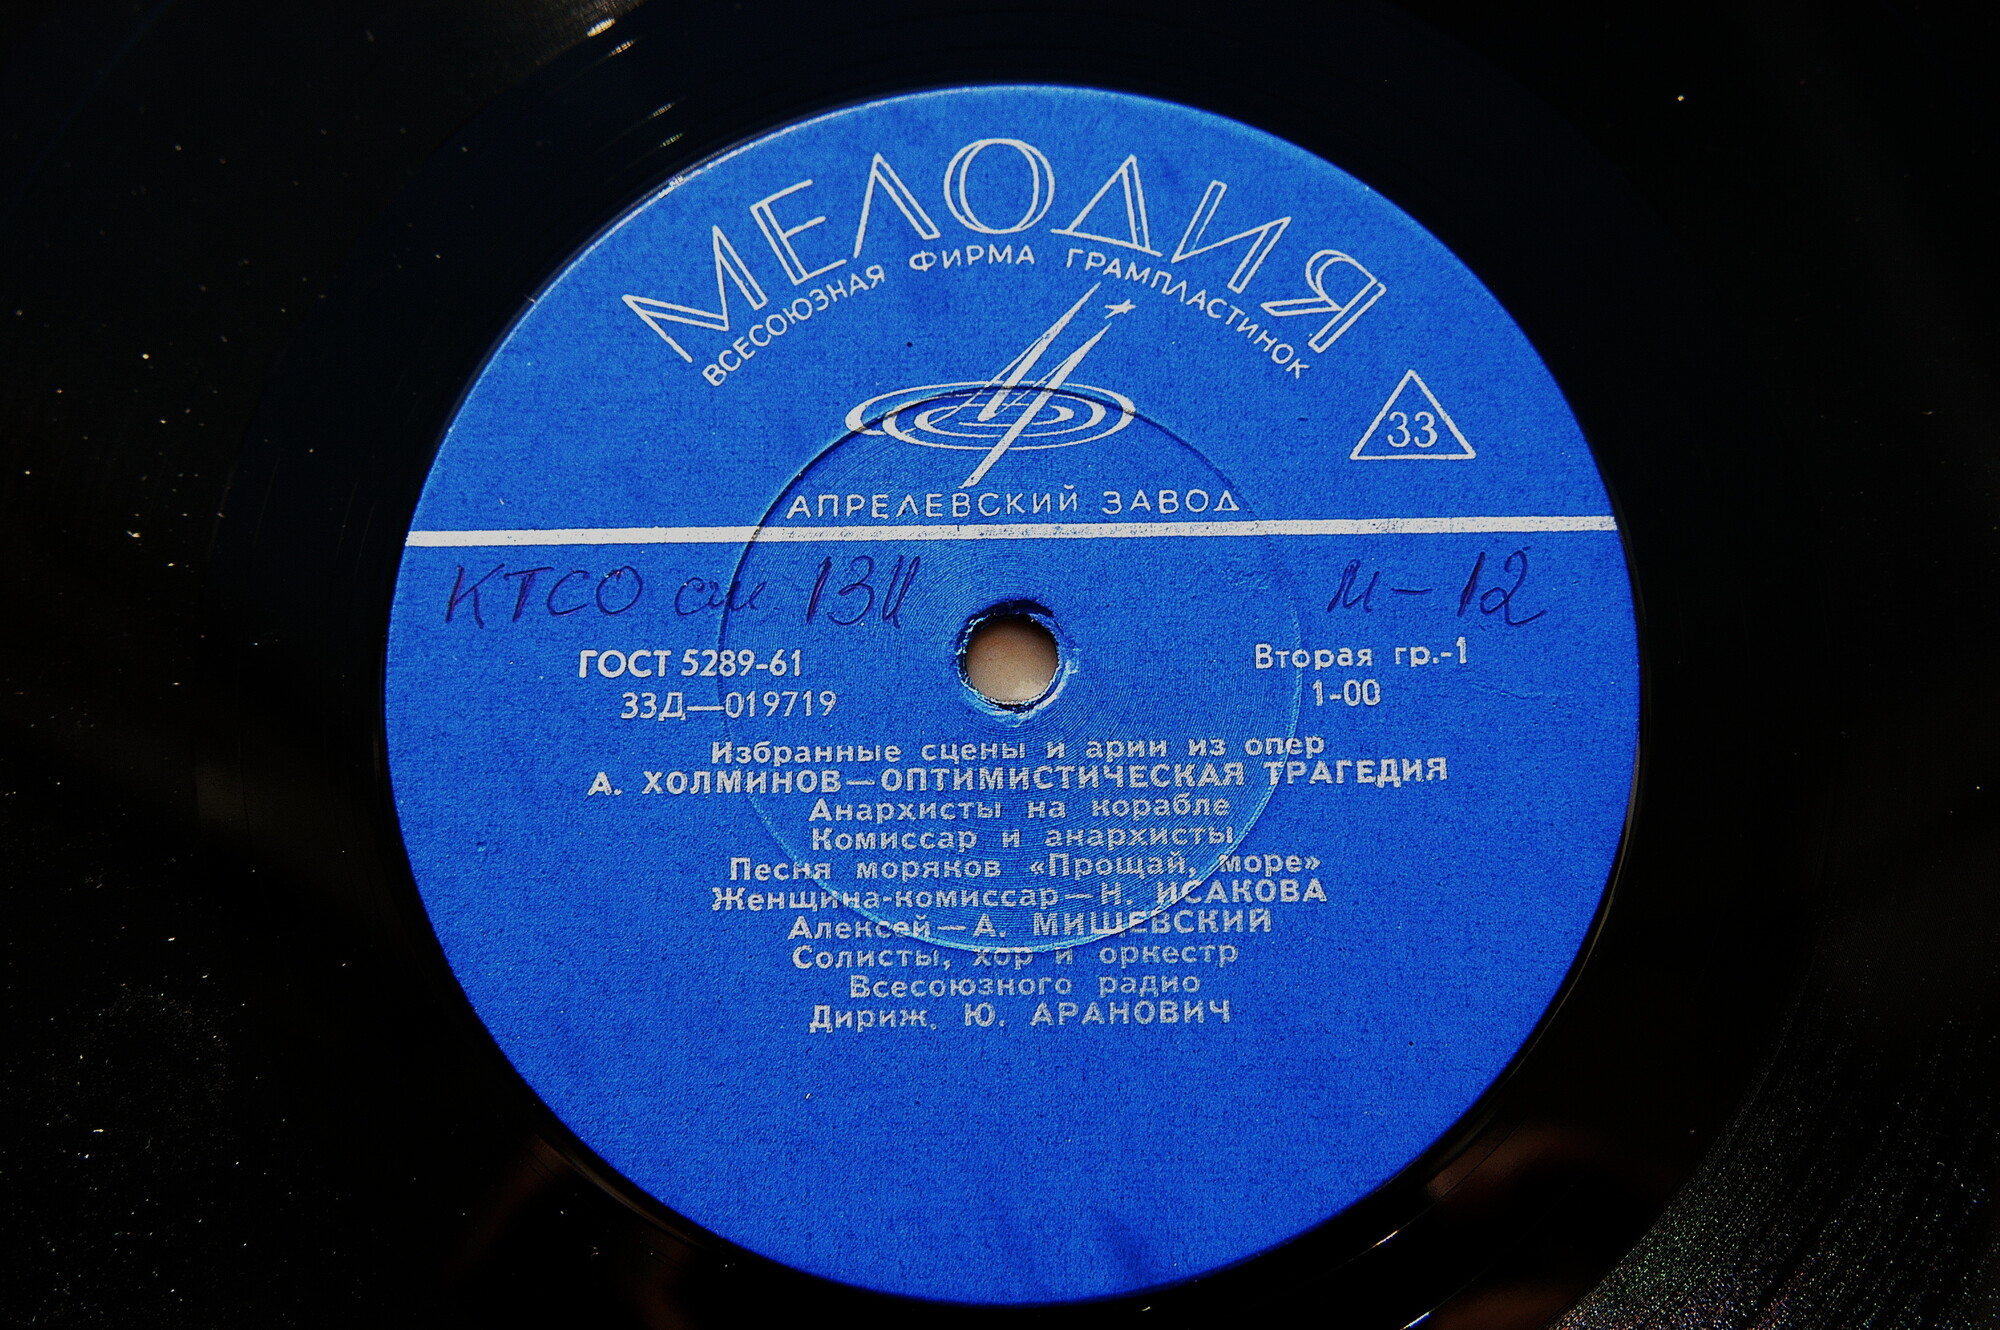 МЕЛОДИЯ
ВСЕСОЮЗНАЯ ФИРМА ГРАМПЛАСТИНОК
33
АПРЕЛЕВСКИЙ ЗАВОД
КТСО М-12
ГОСТ 5289-61 Вторая гр.-1
33Д—019719 1-00
Избранные сцены и арии из опер
А. ХОЛМИНОВ—ОПТИМИСТИЧЕСКАЯ ТРАГЕДИЯ
Анархисты на корабле
Комиссар и анархисты
Песня моряков «Прощай, море»
Женщина-комиссар—Н. ИСАКОВА
Алексей—А. МИЩЕВСКИЙ
Солисты, хор и оркестр
Всесоюзного радио
Дириж. Ю. АРАНОВИЧ